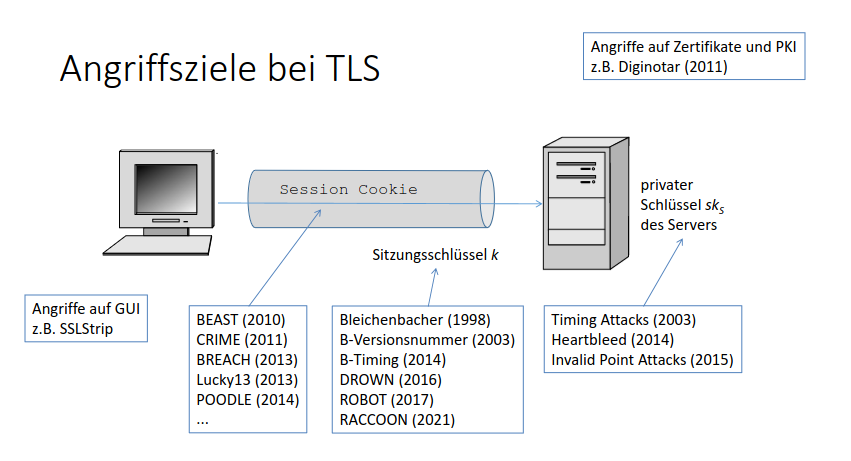 Angriffsziele bei TLS
Angriffe auf Zertifikate und PKI
z.B. Diginotar (2011)
Session Cookie
privater
Schlüssel skS
des Servers
Sitzungsschlüssel k
Angriffe auf GUI
z.B. SSLStrip
BEAST (2010)
CRIME (2011)
BREACH (2013)
Lucky13 (2013)
POODLE (2014)
...
Bleichenbacher (1998)
B-Versionsnummer (2003)
B-Timing (2014)
DROWN (2016)
ROBOT (2017)
RACCOON (2021)
Timing Attacks (2003)
Heartbleed (2014)
Invalid Point Attacks (2015)